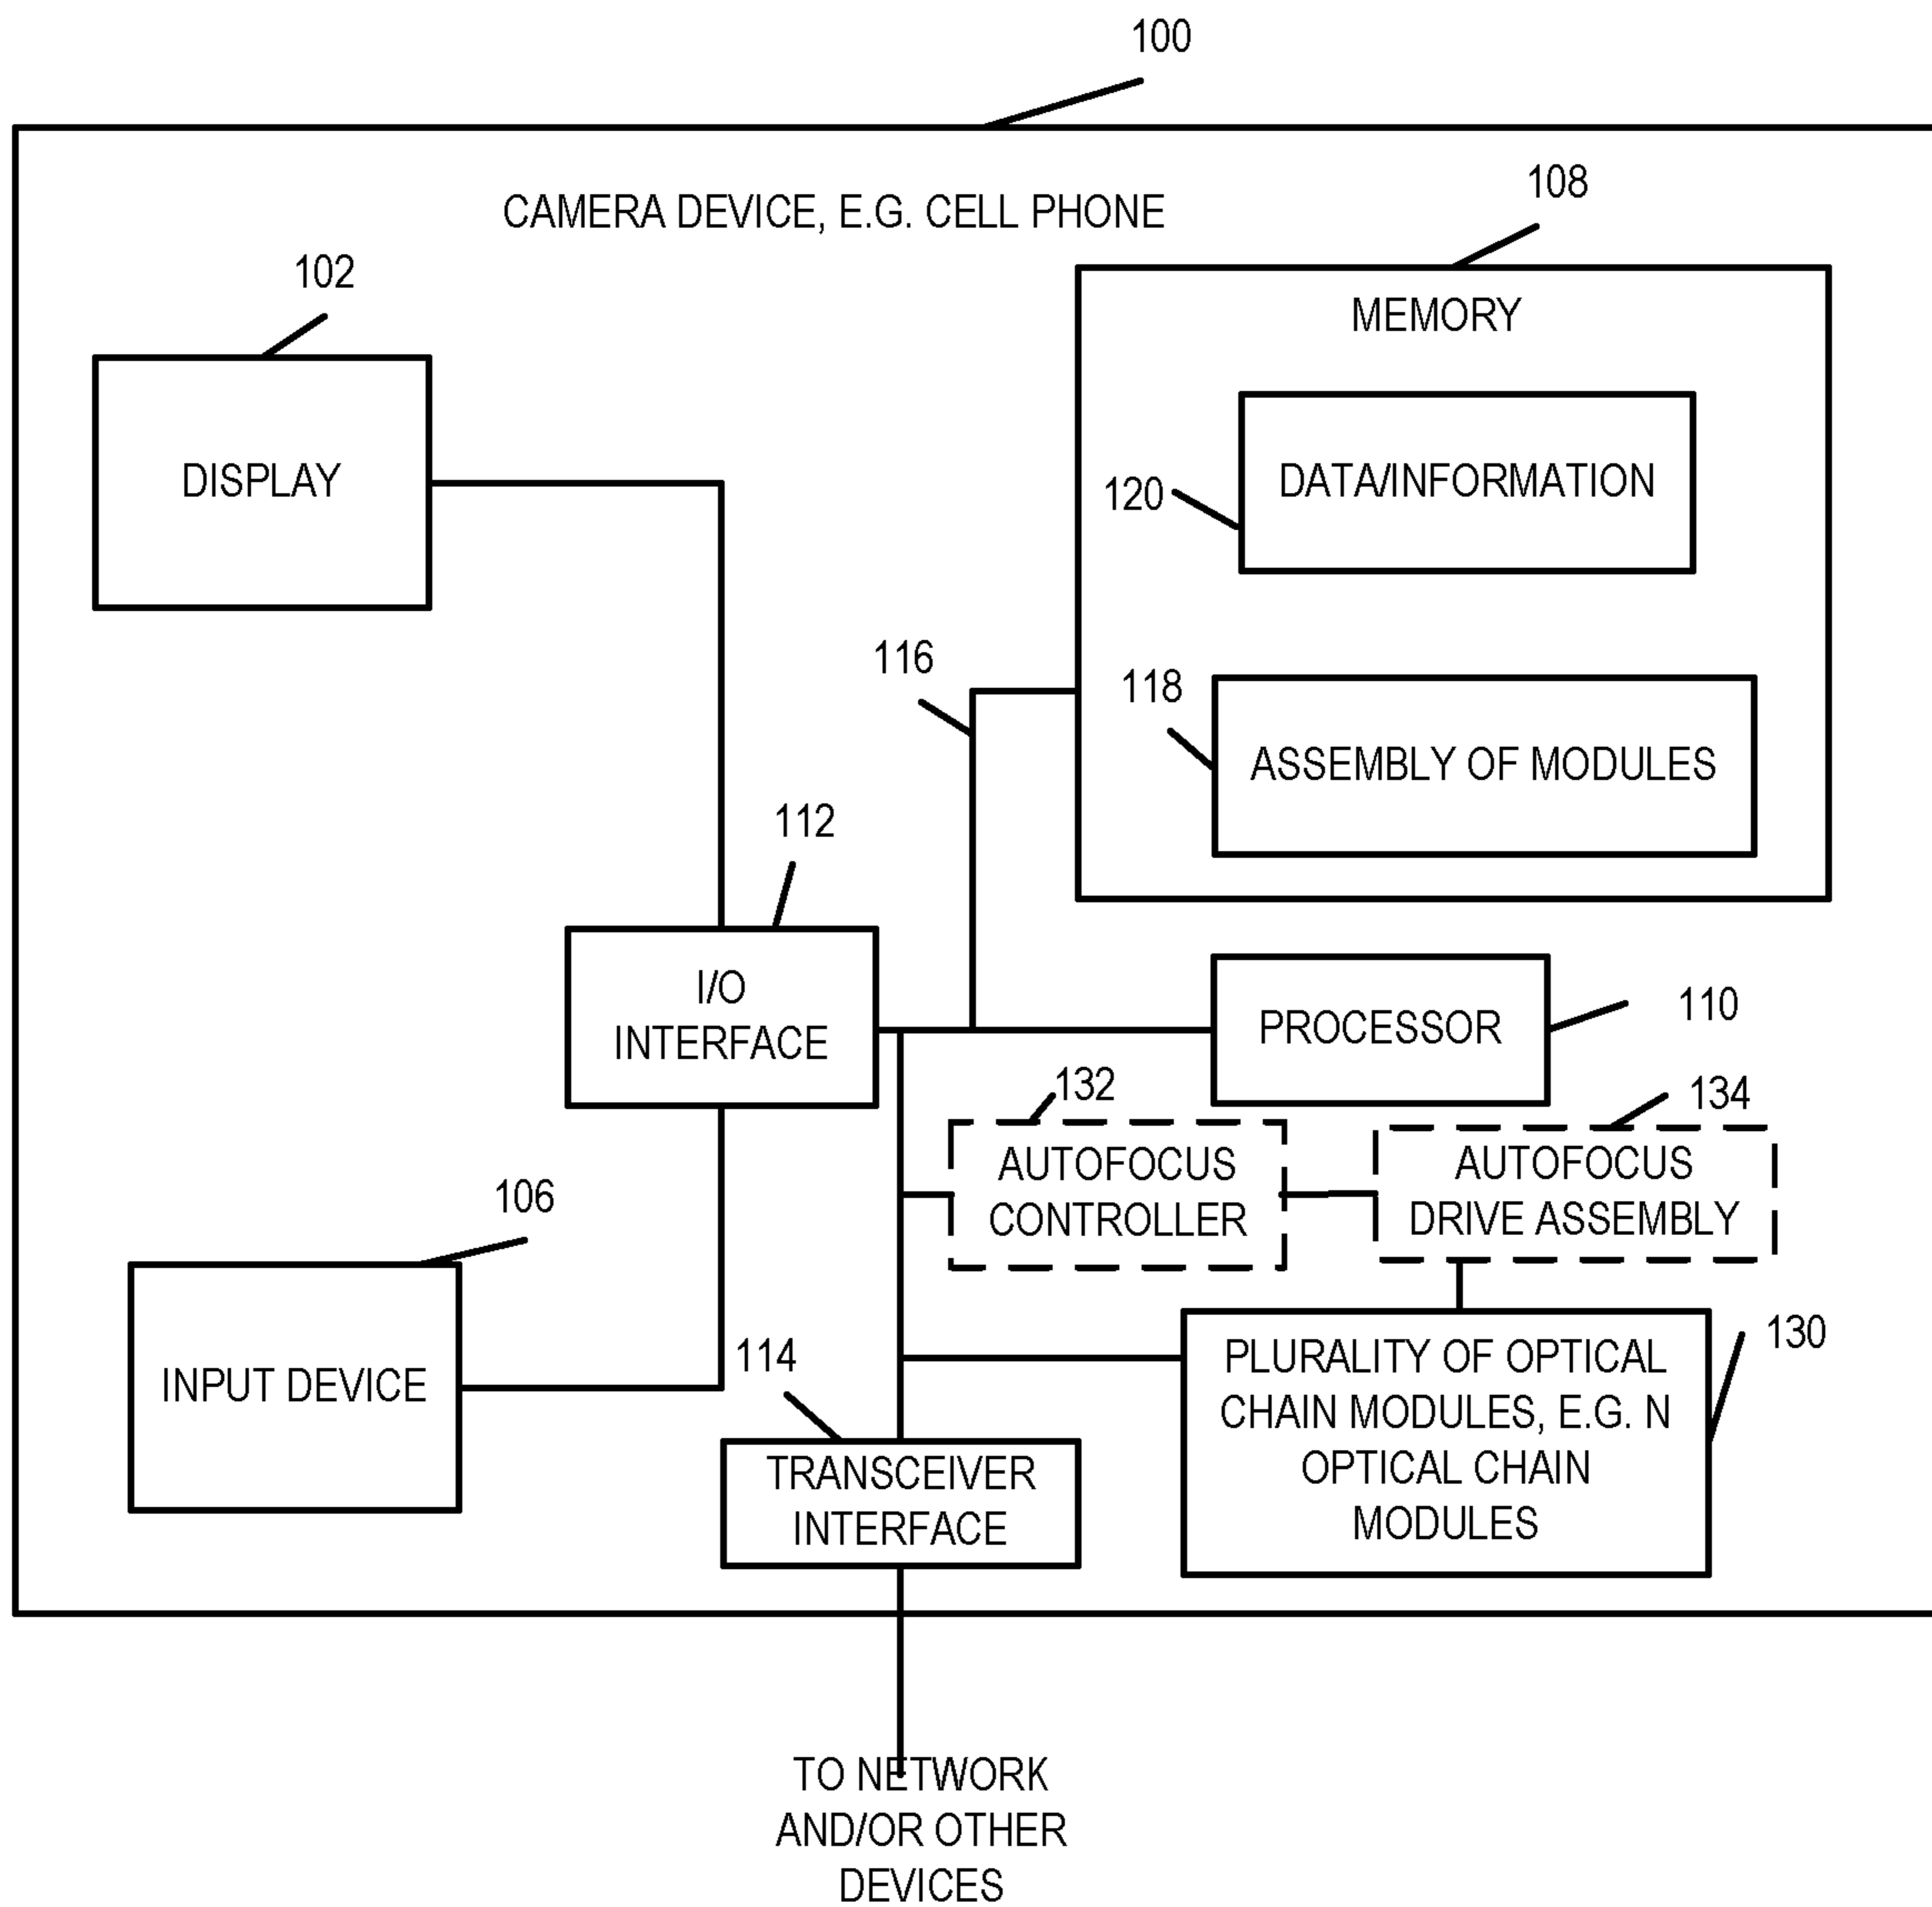 100
CAMERA DEVICE, E.G. CELL PHONE
108
102
MEMORY
DISPLAY
120
DATA/INFORMATION
116
118
ASSEMBLY OF MODULES
112
I/O
INTERFACE
PROCESSOR
110
132
134
AUTOFOCUS
CONTROLLER
AUTOFOCUS
DRIVE ASSEMBLY
106
INPUT DEVICE
114
TRANSCEIVER
INTERFACE
PLURALITY OF OPTICAL
CHAIN MODULES, E.G. N
OPTICAL CHAIN
MODULES
130
TO NETWORK
AND/OR OTHER
DEVICES